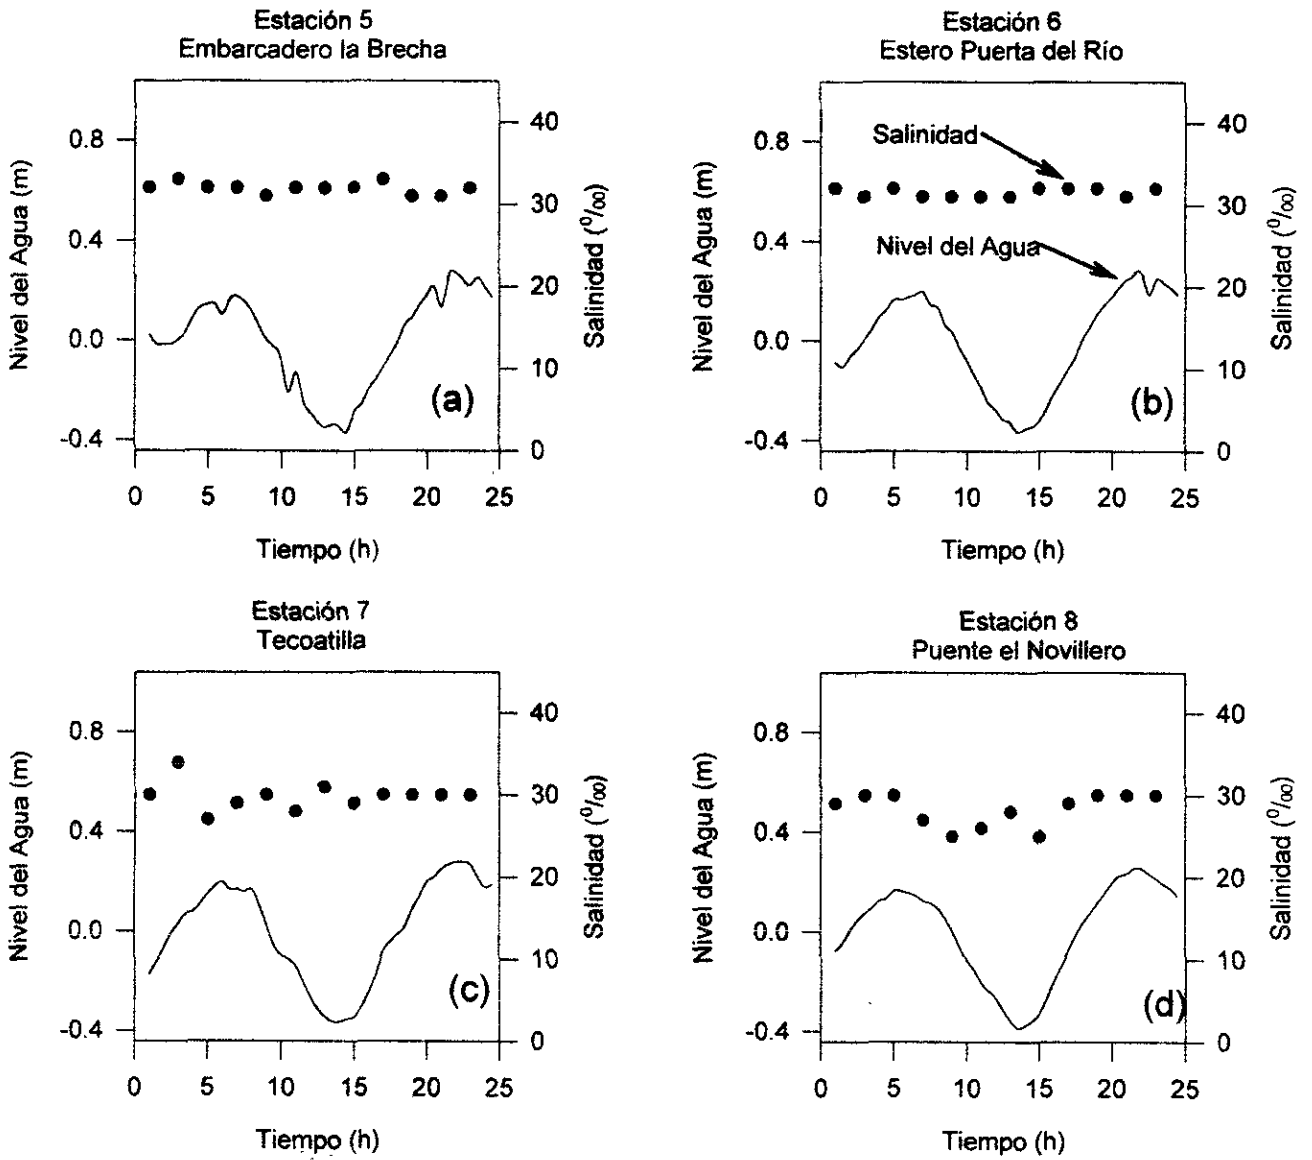 Estación 5
Embarcadero la Brecha
Nivel del Agua (m)
0.8
0.4
0.0
-0.4
40
30
20
10
0
Salinidad (⁰/₀₀)
(a)
0 5 10 15 20 25
Tiempo (h)
Estación 6
Estero Puerta del Río
Nivel del Agua (m)
0.8
0.4
0.0
-0.4
Salinidad
Nivel del Agua
40
30
20
10
0
Salinidad (⁰/₀₀)
(b)
0 5 10 15 20 25
Tiempo (h)
Estación 7
Tecoatilla
Nivel del Agua (m)
0.8
0.4
0.0
-0.4
40
30
20
10
0
Salinidad (⁰/₀₀)
(c)
0 5 10 15 20 25
Tiempo (h)
Estación 8
Puente el Novillero
Nivel del Agua (m)
0.8
0.4
0.0
-0.4
40
30
20
10
0
Salinidad (⁰/₀₀)
(d)
0 5 10 15 20 25
Tiempo (h)